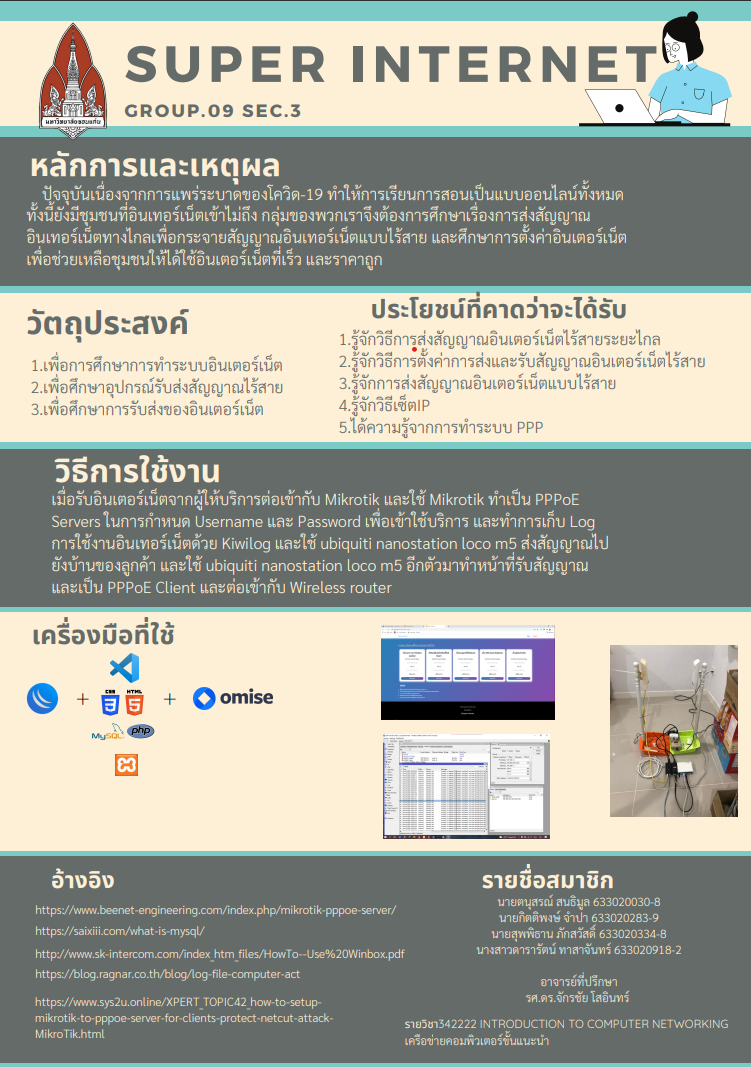 SUPER INTERNET
GROUP.09 SEC.3
มหาวิทยาลัยขอนแก่น
หลักการและเหตุผล
ปัจจุบันเนื่องจากการแพร่ระบาดของโควิด-19 ทำให้การเรียนการสอนเป็นแบบออนไลน์ทั้งหมด
ทั้งนี้ยังมีชุมชนที่อินเทอร์เน็ตเข้าไม่ถึง กลุ่มของพวกเราจึงต้องการศึกษาเรื่องการส่งสัญญาณ
อินเทอร์เน็ตทางไกลเพื่อกระจายสัญญาณอินเทอร์เน็ตแบบไร้สาย และศึกษาการตั้งค่าอินเตอร์เน็ต
เพื่อช่วยเหลือชุมชนให้ได้ใช้อินเตอร์เน็ตที่เร็ว และราคาถูก
วัตถุประสงค์
1.เพื่อการศึกษาการทำระบบอินเตอร์เน็ต
2.เพื่อศึกษาอุปกรณ์รับส่งสัญญาณไร้สาย
3.เพื่อศึกษาการรับส่งของอินเตอร์เน็ต
ประโยชน์ที่คาดว่าจะได้รับ
1.รู้จักวิธีการส่งสัญญาณอินเตอร์เน็ตไร้สายระยะไกล
2.รู้จักวิธีการตั้งค่าการส่งและรับสัญญาณอินเตอร์เน็ตไร้สาย
3.รู้จักการส่งสัญญาณอินเตอร์เน็ตแบบไร้สาย
4.รู้จักวิธีเซ็ตIP
5.ได้ความรู้จากการทำระบบ PPP
วิธีการใช้งาน
เมื่อรับอินเตอร์เน็ตจากผู้ให้บริการต่อเข้ากับ Mikrotik และใช้ Mikrotik ทำเป็น PPPoE
Servers ในการกำหนด Username และ Password เพื่อเข้าใช้บริการ และทำการเก็บ Log
การใช้งานอินเทอร์เน็ตด้วย Kiwilog และใช้ ubiquiti nanostation loco m5 ส่งสัญญาณไป
ยังบ้านของลูกค้า และใช้ ubiquiti nanostation loco m5 อีกตัวมาทำหน้าที่รับสัญญาณ
และเป็น PPPoE Client และต่อเข้ากับ Wireless router
เครื่องมือที่ใช้
+ CSS HTML + omise
MySQL php
อ้างอิง
https://www.beenet-engineering.com/index.php/mikrotik-pppoe-server/
https://saixiii.com/what-is-mysql/
http://www.sk-intercom.com/index_htm_files/HowTo--Use%20Winbox.pdf
https://blog.ragnar.co.th/blog/log-file-computer-act
https://www.sys2u.online/XPERT_TOPIC42_how-to-setup-
mikrotik-to-pppoe-server-for-clients-protect-netcut-attack-
MikroTik.html
รายชื่อสมาชิก
นายตนุสรณ์ สนธิมูล 633020030-8
นายกิตติพงษ์ จำปา 633020283-9
นายสุพพิธาน ภักสวัสดิ์ 633020334-8
นางสาวดารารัตน์ ทาสาจันทร์ 633020918-2
อาจารย์ที่ปรึกษา
รศ.ดร.จักรชัย โสอินทร์
รายวิชา342222 INTRODUCTION TO COMPUTER NETWORKING
เครือข่ายคอมพิวเตอร์ขั้นแนะนำ